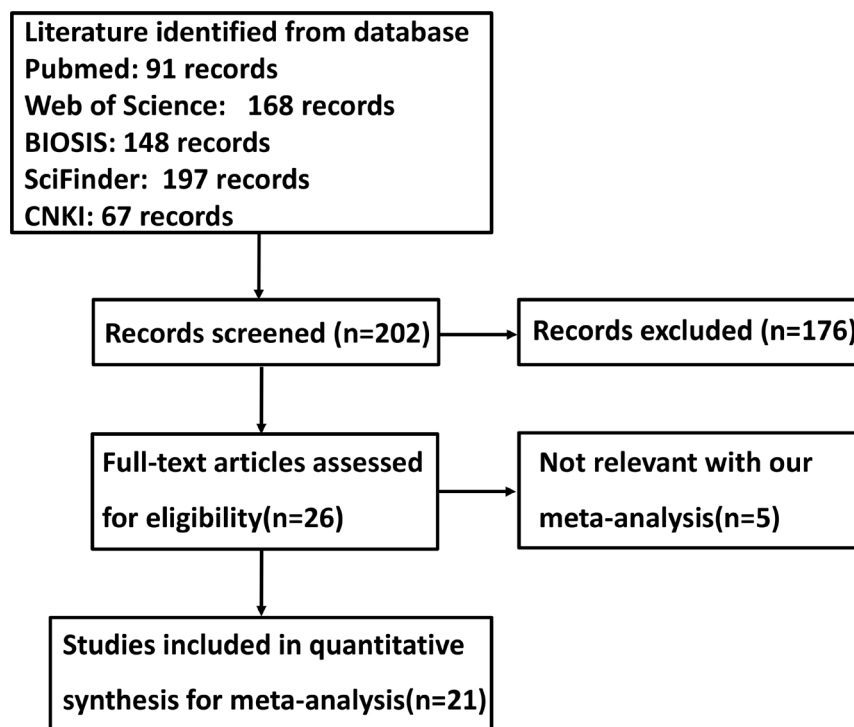 Literature identified from database
Pubmed: 91 records
Web of Science: 168 records
BIOSIS: 148 records
SciFinder: 197 records
CNKI: 67 records
Records screened (n=202)
Records excluded (n=176)
Full-text articles assessed
for eligibility(n=26)
Not relevant with our
meta-analysis(n=5)
Studies included in quantitative
synthesis for meta-analysis(n=21)